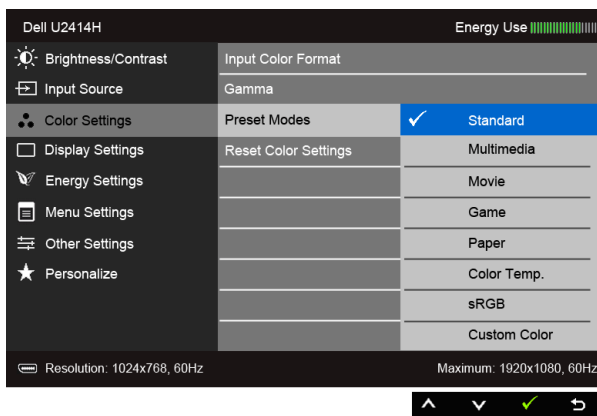 Dell U2414H Energy Use
Brightness/Contrast Input Color Format
Input Source Gamma
Color Settings Preset Modes Standard
Display Settings Reset Color Settings Multimedia
Energy Settings Movie
Menu Settings Game
Other Settings Paper
Personalize Color Temp.
sRGB
Custom Color
Resolution: 1024x768, 60Hz Maximum: 1920x1080, 60Hz